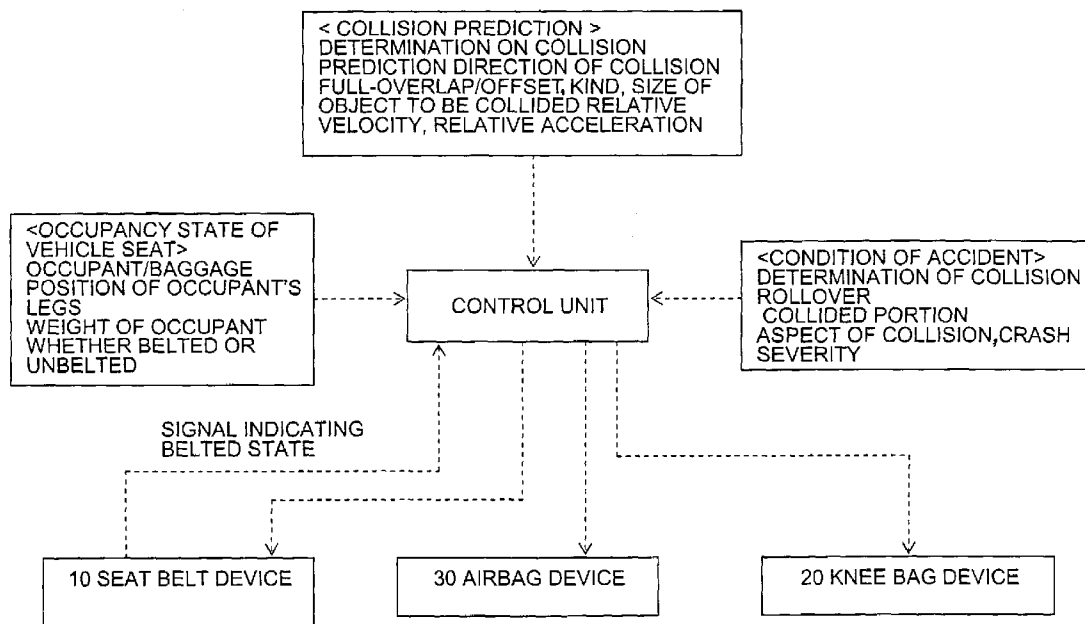 < COLLISION PREDICTION >
DETERMINATION ON COLLISION
PREDICTION DIRECTION OF COLLISION
FULL-OVERLAP/OFFSET, KIND, SIZE OF
OBJECT TO BE COLLIDED RELATIVE
VELOCITY, RELATIVE ACCELERATION
<OCCUPANCY STATE OF
VEHICLE SEAT>
OCCUPANT/BAGGAGE
POSITION OF OCCUPANT'S
LEGS
WEIGHT OF OCCUPANT
WHETHER BELTED OR
UNBELTED
CONTROL UNIT
<CONDITION OF ACCIDENT>
DETERMINATION OF COLLISION
ROLLOVER
COLLIDED PORTION
ASPECT OF COLLISION,CRASH
SEVERITY
SIGNAL INDICATING
BELTED STATE
10 SEAT BELT DEVICE
30 AIRBAG DEVICE
20 KNEE BAG DEVICE